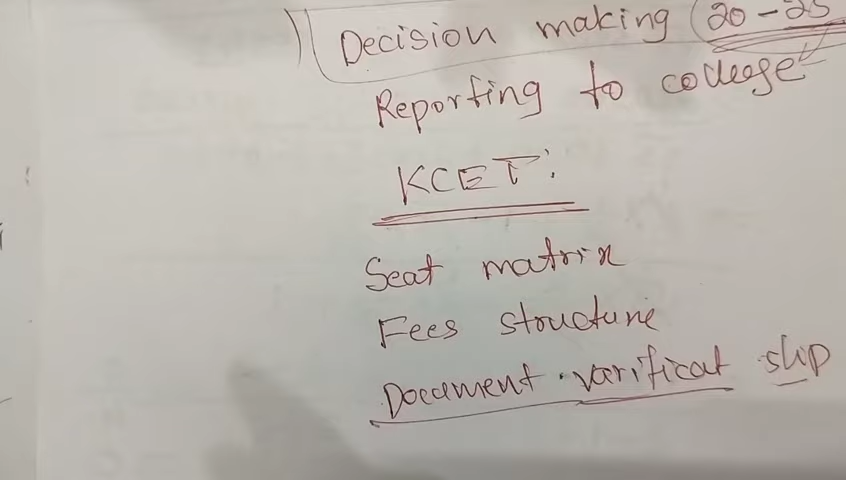 Decision making (20-25
Reporting to college
KCET:
Seat matrix
Fees structure
Document varificat slip